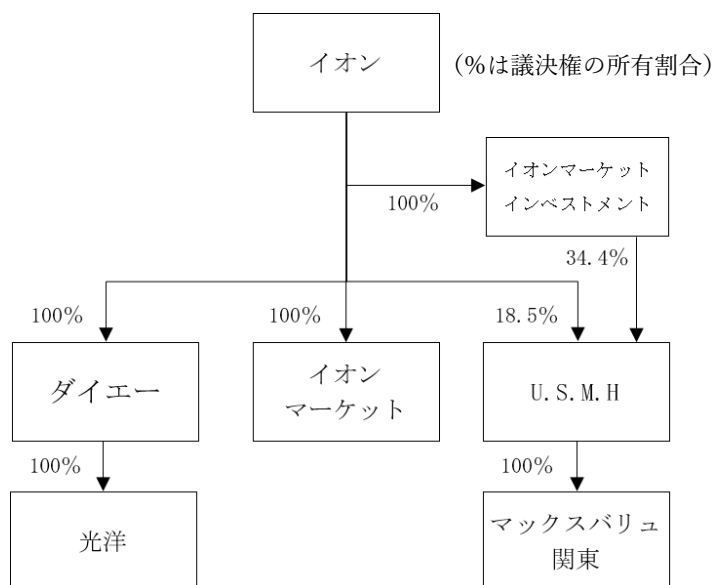 イオン
(%は議決権の所有割合)
イオンマーケット
インベストメント
100%
34.4%
100%
100%
18.5%
ダイエー
イオン
マーケット
U.S.M.H
100%
100%
光洋
マックスバリュ
関東